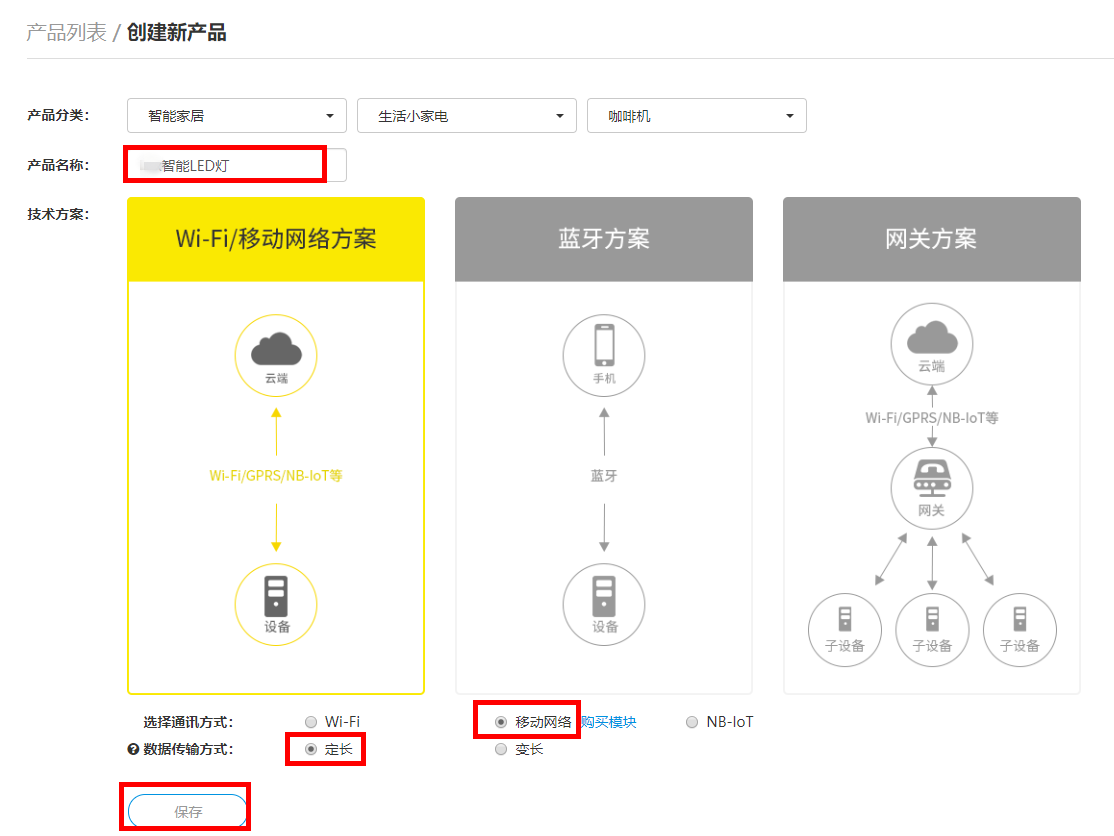 产品列表 / 创建新产品
产品分类： 智能家居 生活小家电 咖啡机
产品名称： 智能LED灯
技术方案：
Wi-Fi/移动网络方案
云端
Wi-Fi/GPRS/NB-IoT等
设备
蓝牙方案
手机
蓝牙
设备
网关方案
云端
Wi-Fi/GPRS/NB-IoT等
网关
子设备 子设备 子设备
选择通讯方式： Wi-Fi 移动网络 购买模块 NB-IoT
? 数据传输方式： 定长 变长
保存